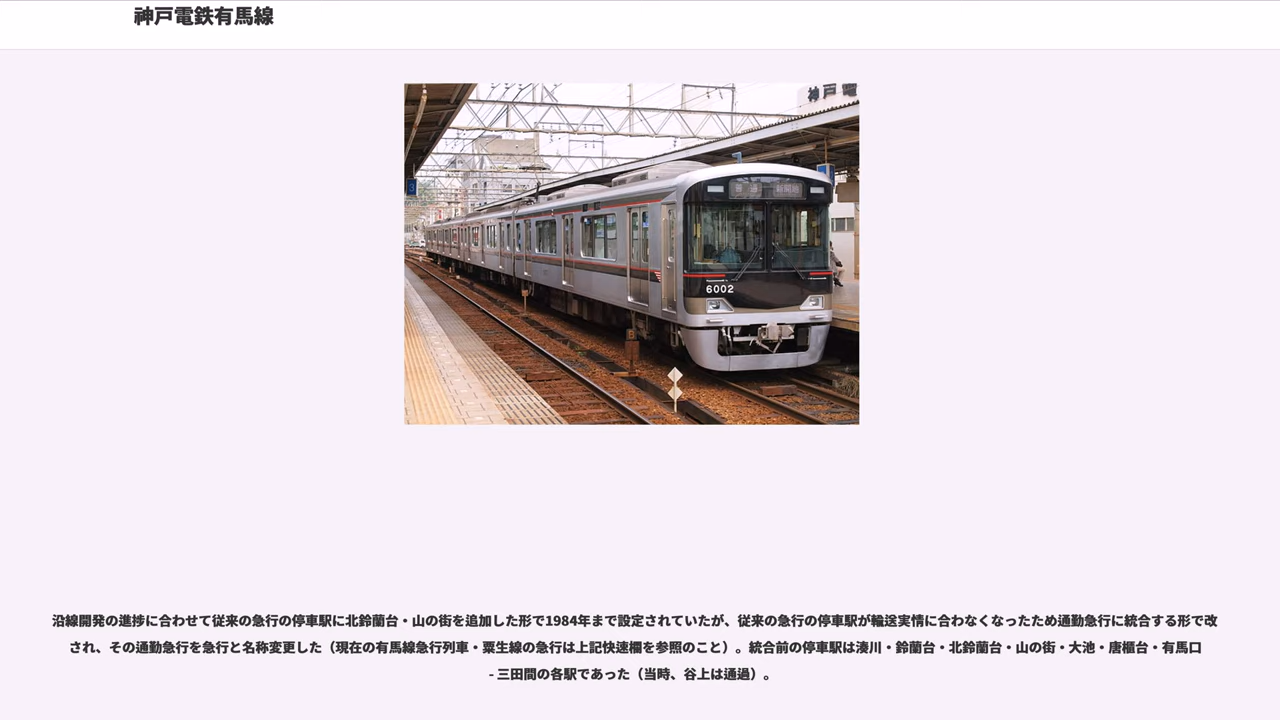 神戸電鉄有馬線
神戸電
3
普通 新開地
6002
沿線開発の進捗に合わせて従来の急行の停車駅に北鈴蘭台・山の街を追加した形で1984年まで設定されていたが、従来の急行の停車駅が輸送実情に合わなくなったため通勤急行に統合する形で改
され、その通勤急行を急行と名称変更した（現在の有馬線急行列車・粟生線の急行は上記快速欄を参照のこと）。統合前の停車駅は湊川・鈴蘭台・北鈴蘭台・山の街・大池・唐櫃台・有馬口
- 三田間の各駅であった（当時、谷上は通過）。